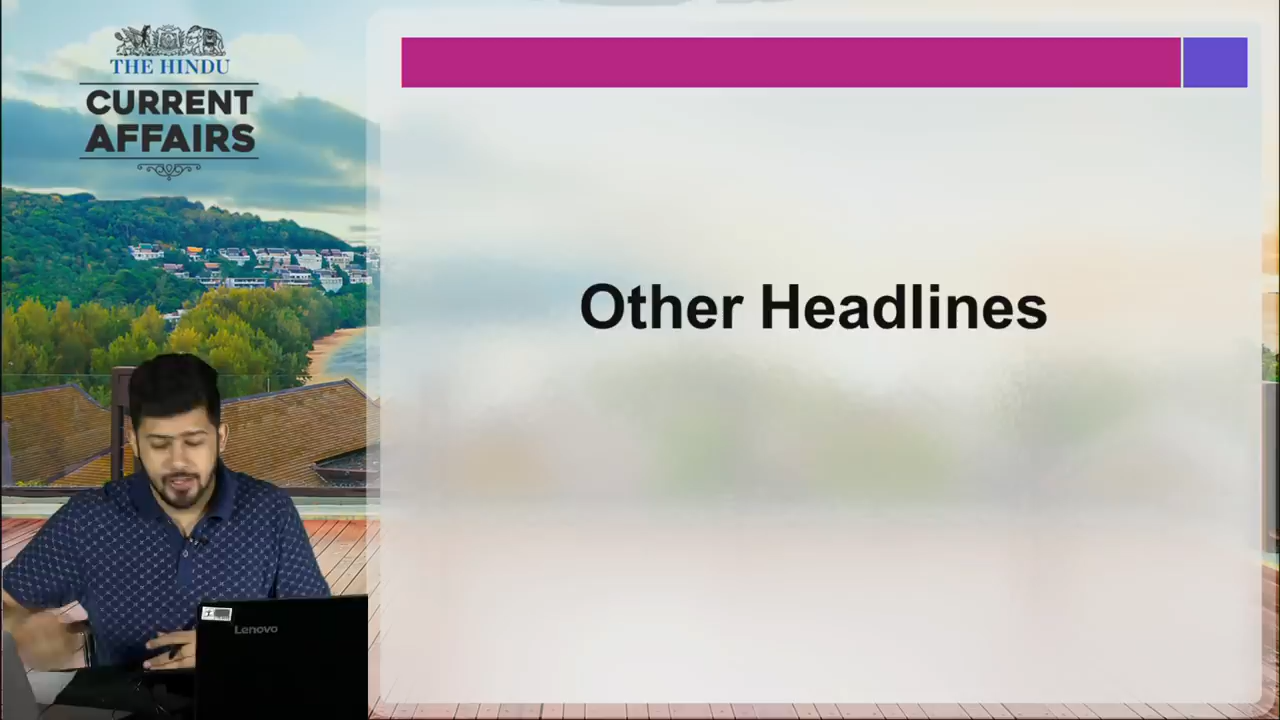 THE HINDU
CURRENT
AFFAIRS
Other Headlines
Lenovo